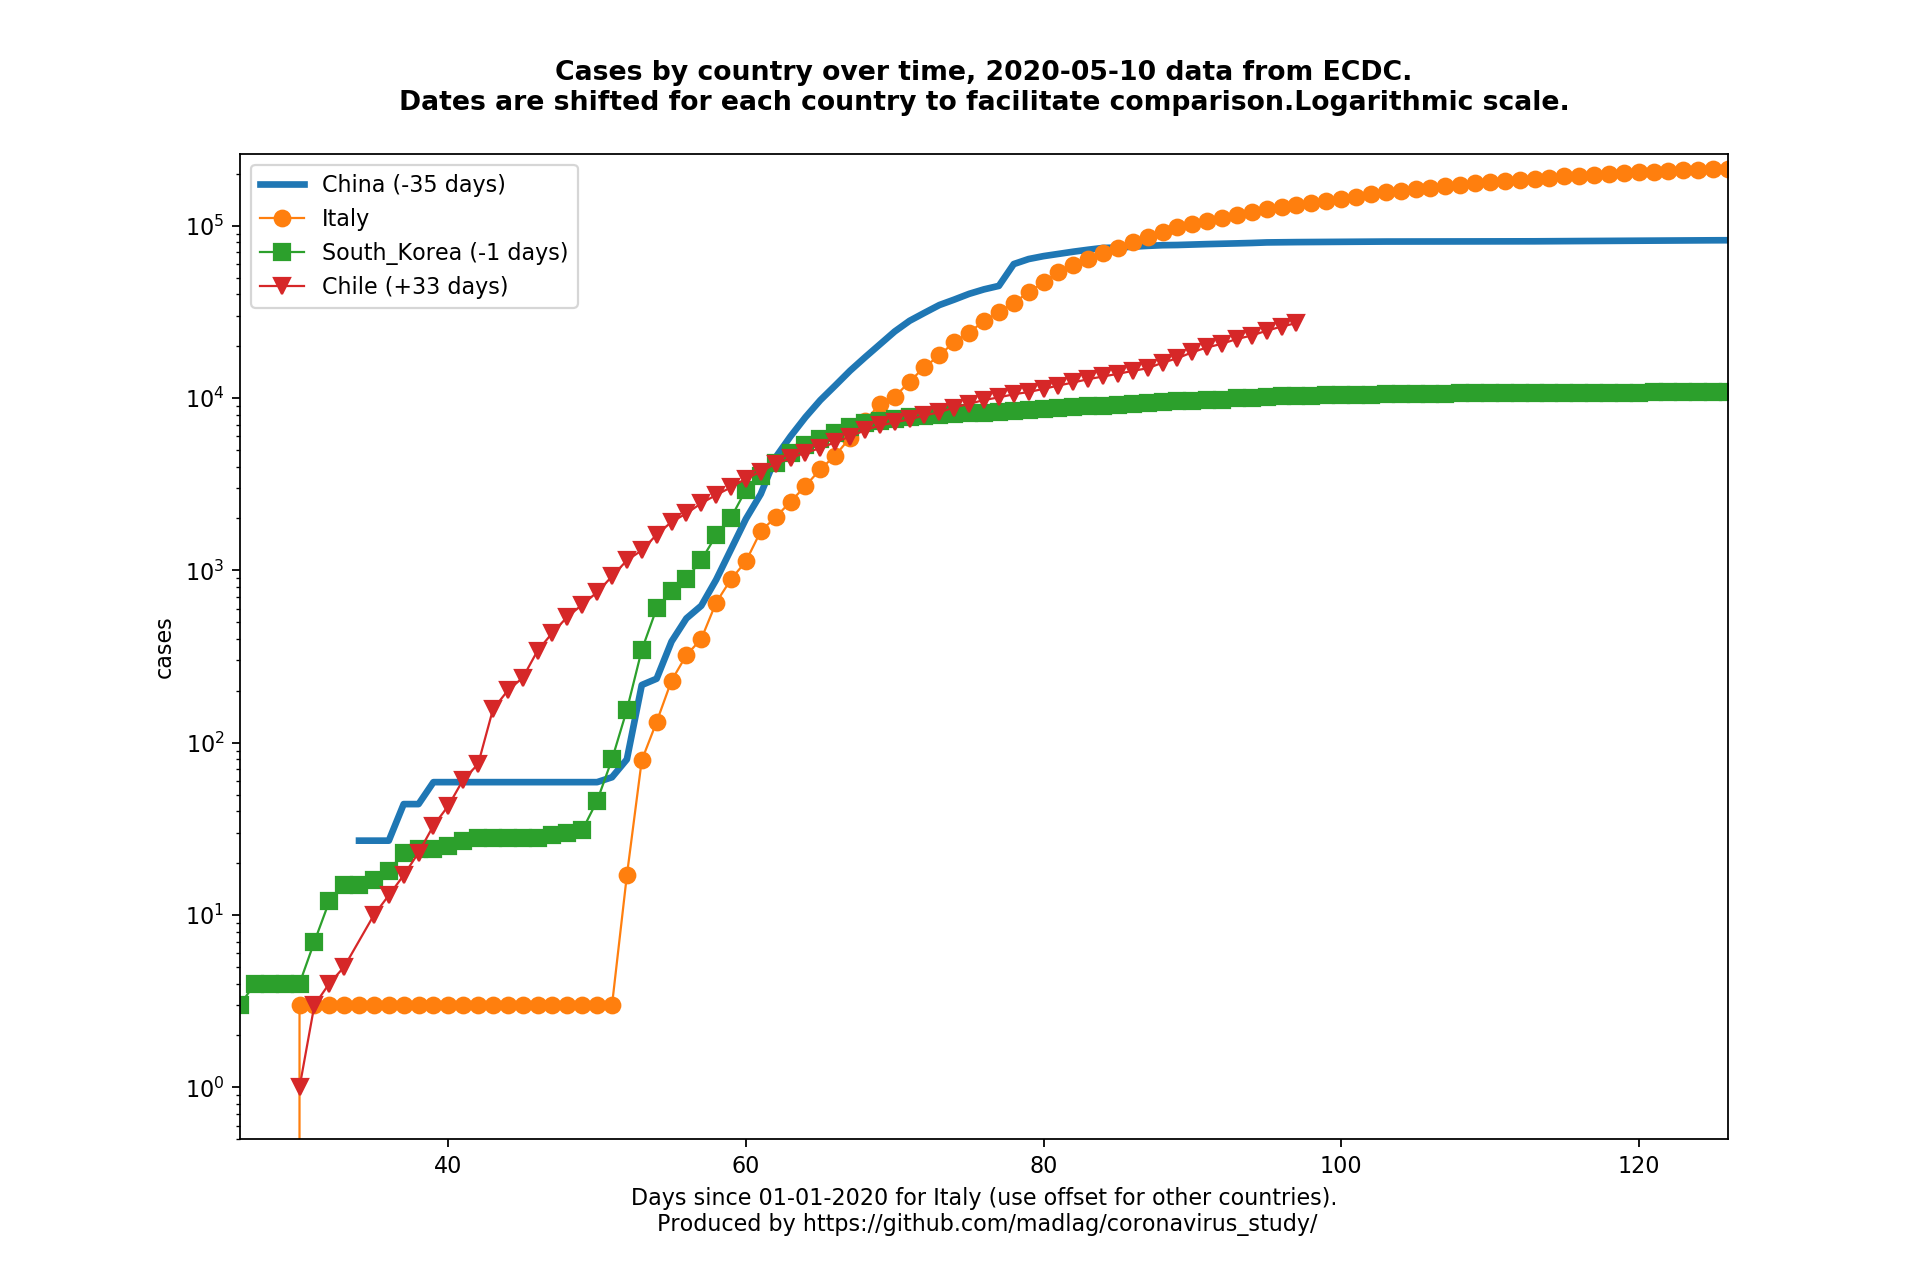 Cases by country over time, 2020-05-10 data from ECDC.
Dates are shifted for each country to facilitate comparison.Logarithmic scale.
China (-35 days)
Italy
South_Korea (-1 days)
Chile (+33 days)
10^5
10^4
10^3
10^2
10^1
10^0
cases
40 60 80 100 120
Days since 01-01-2020 for Italy (use offset for other countries).
Produced by https://github.com/madlag/coronavirus_study/